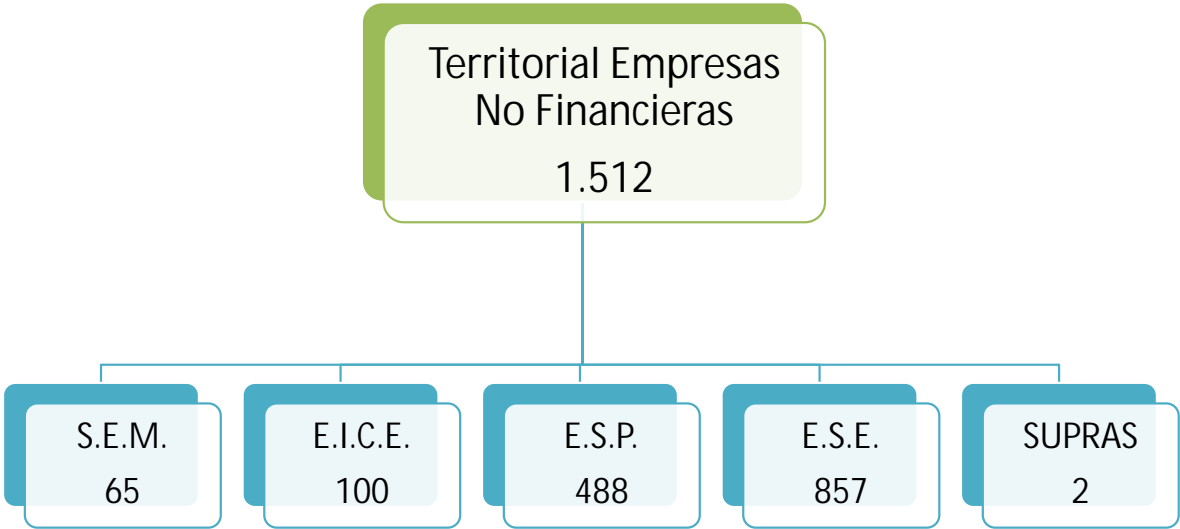 Territorial Empresas
No Financieras
1.512
S.E.M.
65
E.I.C.E.
100
E.S.P.
488
E.S.E.
857
SUPRAS
2